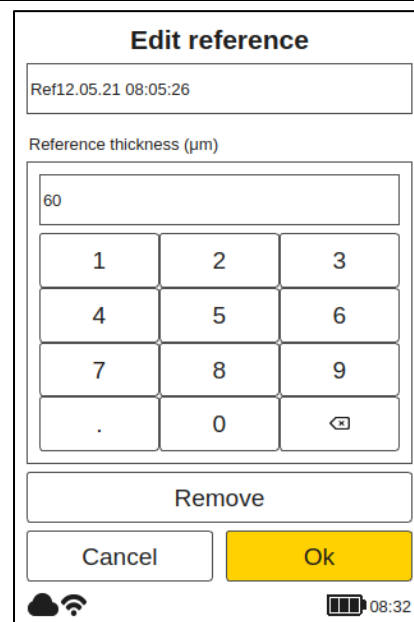 Edit reference
Ref12.05.21 08:05:26
Reference thickness (μm)
60
1 2 3
4 5 6
7 8 9
. 0
Remove
Cancel Ok
08:32